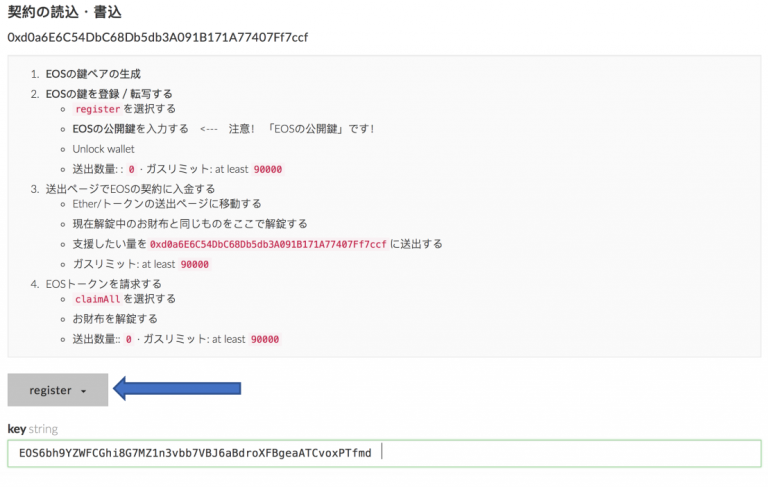 契約の読込・書込
0xd0a6E6C54DbC68Db5db3A091B171A77407Ff7ccf
1. EOSの鍵ペアの生成
2. EOSの鍵を登録 / 転写する
register を選択する
EOSの公開鍵を入力する <--- 注意! 「EOSの公開鍵」です!
Unlock wallet
送出数量: : 0 · ガスリミット: at least 90000
3. 送出ページでEOSの契約に入金する
Ether/トークンの送出ページに移動する
現在解錠中のお財布と同じものをここで解錠する
支援したい量を 0xd0a6E6C54DbC68Db5db3A091B171A77407Ff7ccf に送出する
ガスリミット: at least 90000
4. EOSトークンを請求する
claimAll を選択する
お財布を解錠する
送出数量:: 0 · ガスリミット: at least 90000
register
key string
EOS6bh9YZWFCGhi8G7MZ1n3vbb7VBJ6aBdroXFBgeaATCvoxPTfmd